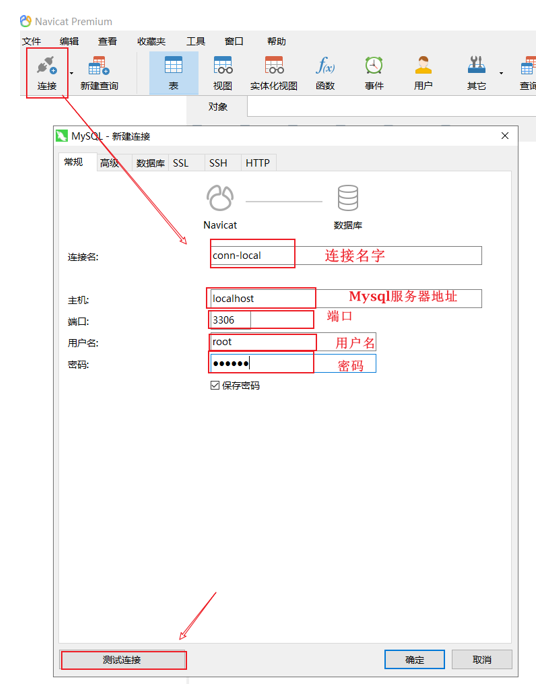 Navicat Premium
文件 编辑 查看 收藏夹 工具 窗口 帮助
连接 新建查询 表 视图 实体化视图 函数 事件 用户 其它 查询
f(x)
对象
MySQL - 新建连接
常规 高级 数据库 SSL SSH HTTP
Navicat 数据库
连接名: conn-local 连接名字
主机: localhost Mysql服务器地址
端口: 3306 端口
用户名: root 用户名
密码: ●●●●●● 密码
保存密码
测试连接 确定 取消